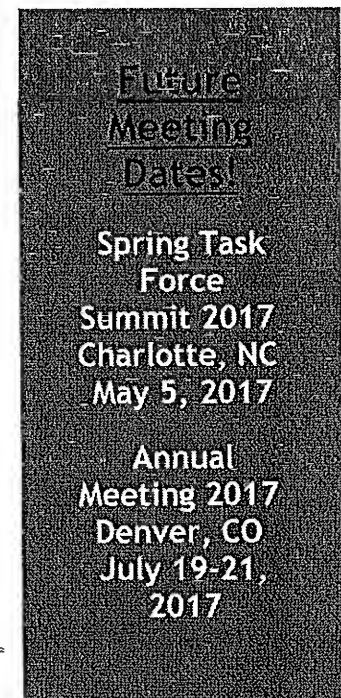 Future
Meeting
Dates!
Spring Task
Force
Summit 2017
Charlotte, NC
May 5, 2017
Annual
Meeting 2017
Denver, CO
July 19-21,
2017